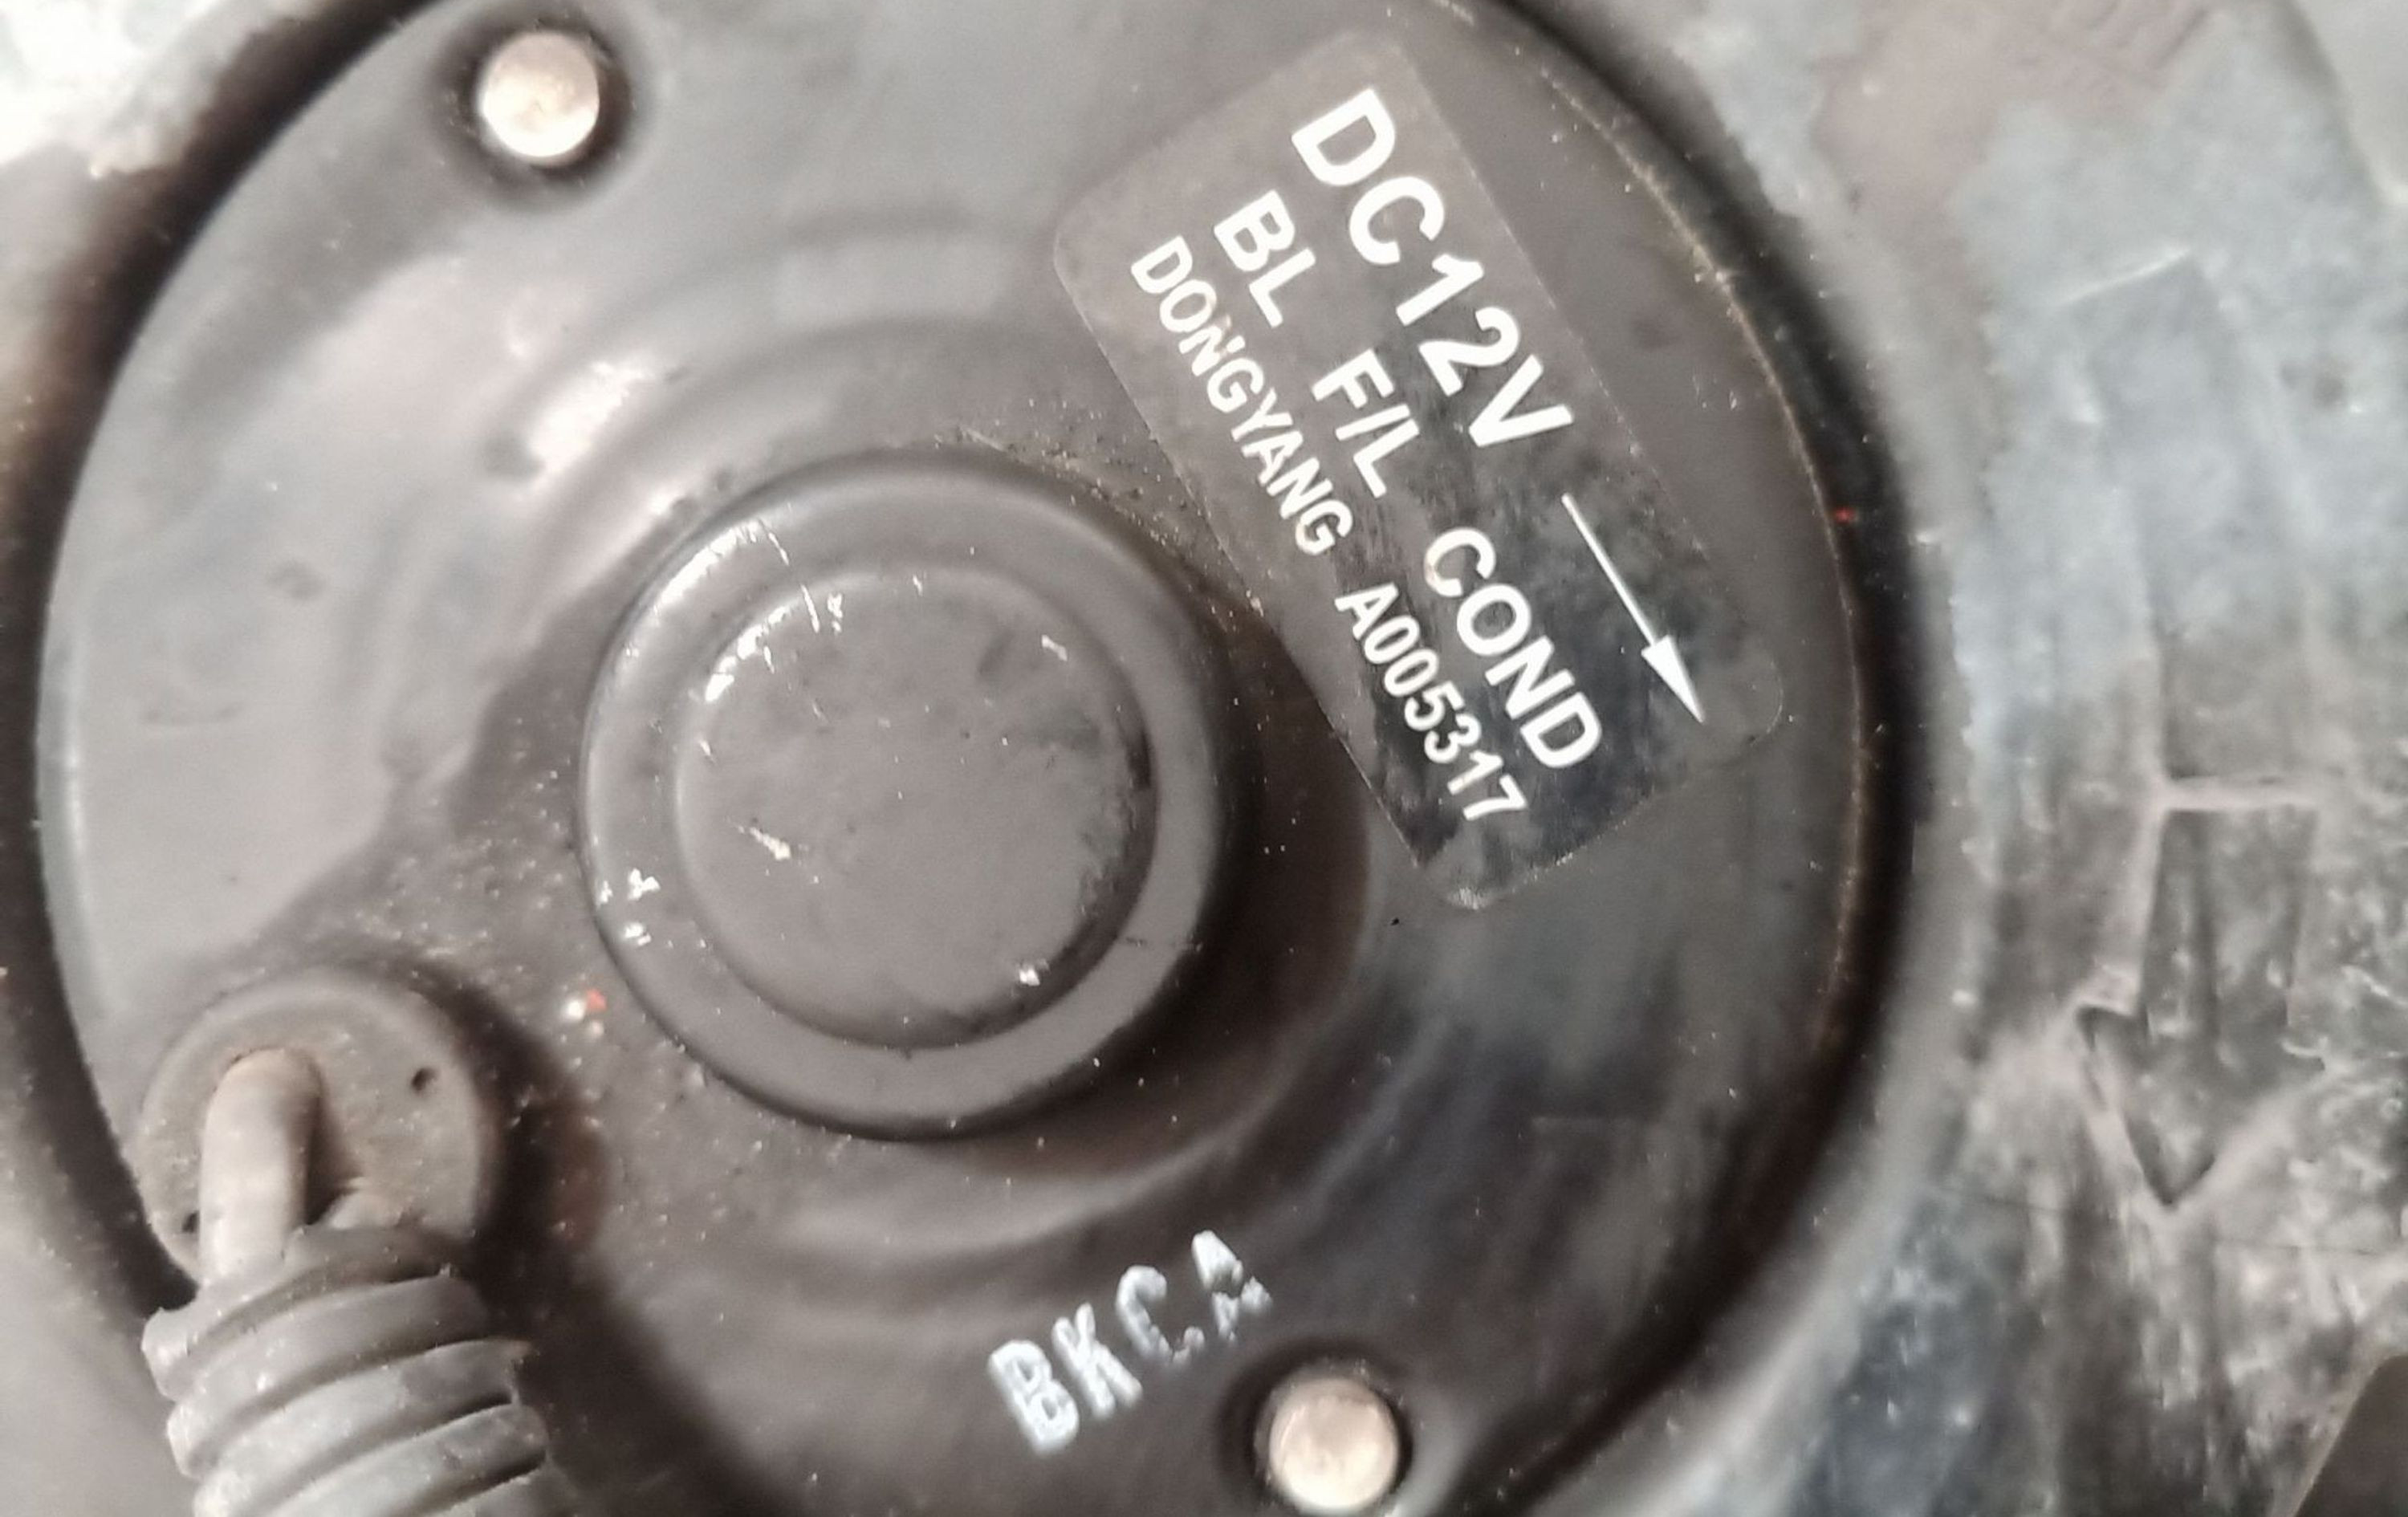 DC12V
BL F/L COND
DONGYANG A005317
BKCA